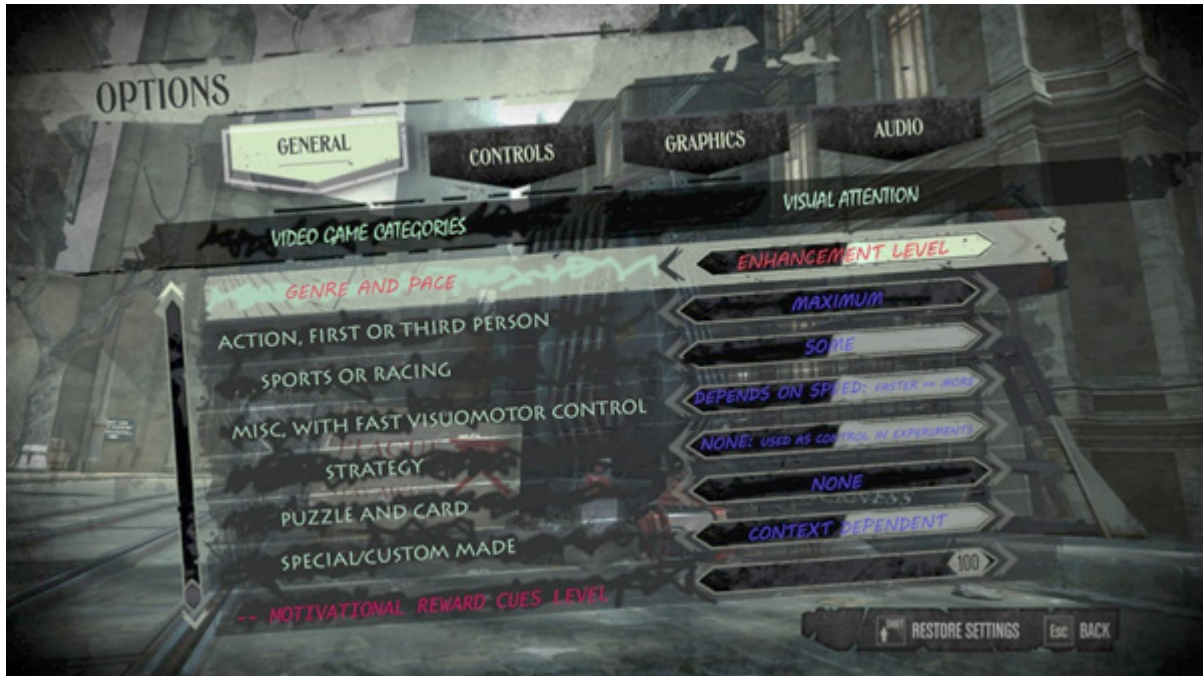 OPTIONS
GENERAL
CONTROLS
GRAPHICS
AUDIO
VIDEO GAME CATEGORIES
VISUAL ATTENTION
GENRE AND PACE
ENHANCEMENT LEVEL
ACTION, FIRST OR THIRD PERSON
MAXIMUM
SPORTS OR RACING
SOME
MISC, WITH FAST VISUOMOTOR CONTROL
DEPENDS ON SPEED: FASTER == MORE
STRATEGY
NONE: USED AS CONTROL IN EXPERIMENTS
PUZZLE AND CARD
NONE
SPECIAL/CUSTOM MADE
CONTEXT DEPENDENT
-- MOTIVATIONAL REWARD CUES LEVEL
100
SHIFT RESTORE SETTINGS
Esc BACK